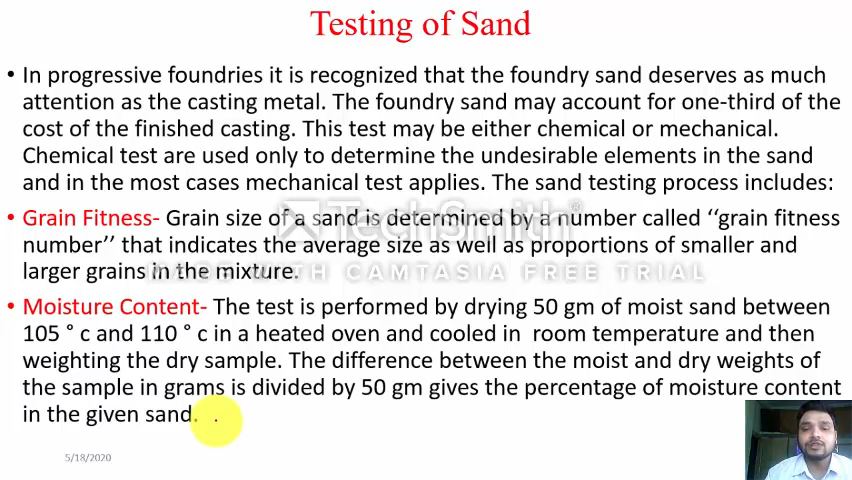 Testing of Sand
• In progressive foundries it is recognized that the foundry sand deserves as much
attention as the casting metal. The foundry sand may account for one-third of the
cost of the finished casting. This test may be either chemical or mechanical.
Chemical test are used only to determine the undesirable elements in the sand
and in the most cases mechanical test applies. The sand testing process includes:
• Grain Fitness- Grain size of a sand is determined by a number called ‘‘grain fitness
number’’ that indicates the average size as well as proportions of smaller and
larger grains in the mixture.
TechSmith®
MADE WITH CAMTASIA FREE TRIAL
• Moisture Content- The test is performed by drying 50 gm of moist sand between
105 ° c and 110 ° c in a heated oven and cooled in room temperature and then
weighting the dry sample. The difference between the moist and dry weights of
the sample in grams is divided by 50 gm gives the percentage of moisture content
in the given sand. .
5/18/2020